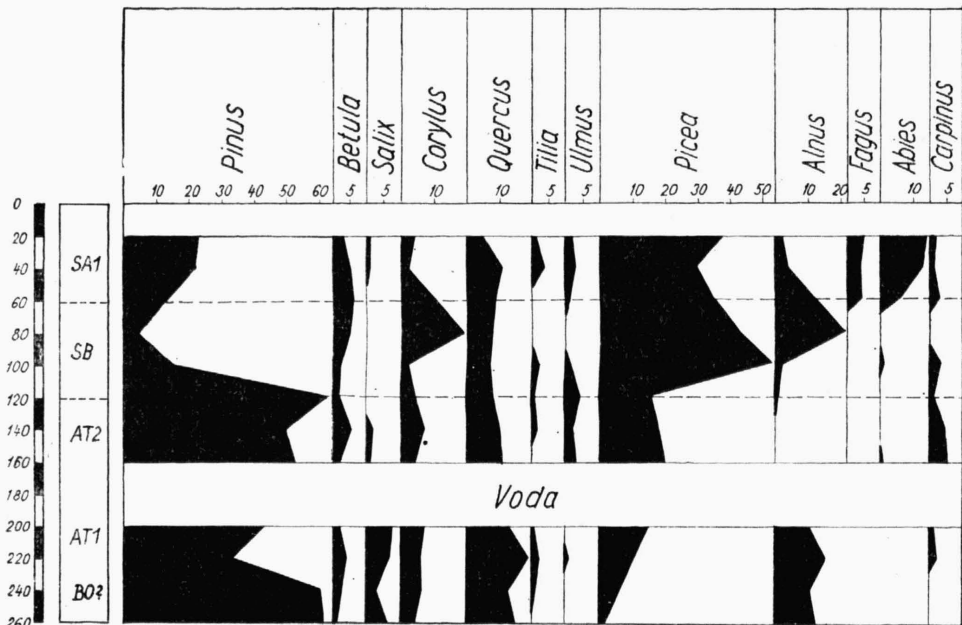 Pinus Betula Salix Corylus Quercus Tilia Ulmus Picea Alnus Fagus Abies Carpinus
10 20 30 40 50 60 5 5 10 10 5 5 10 20 30 40 50 10 20 5 10 5
0
20
40 SA1
60
80 SB
100
120
140 AT2
160
180 Voda
200 AT1
220
240 BO?
260